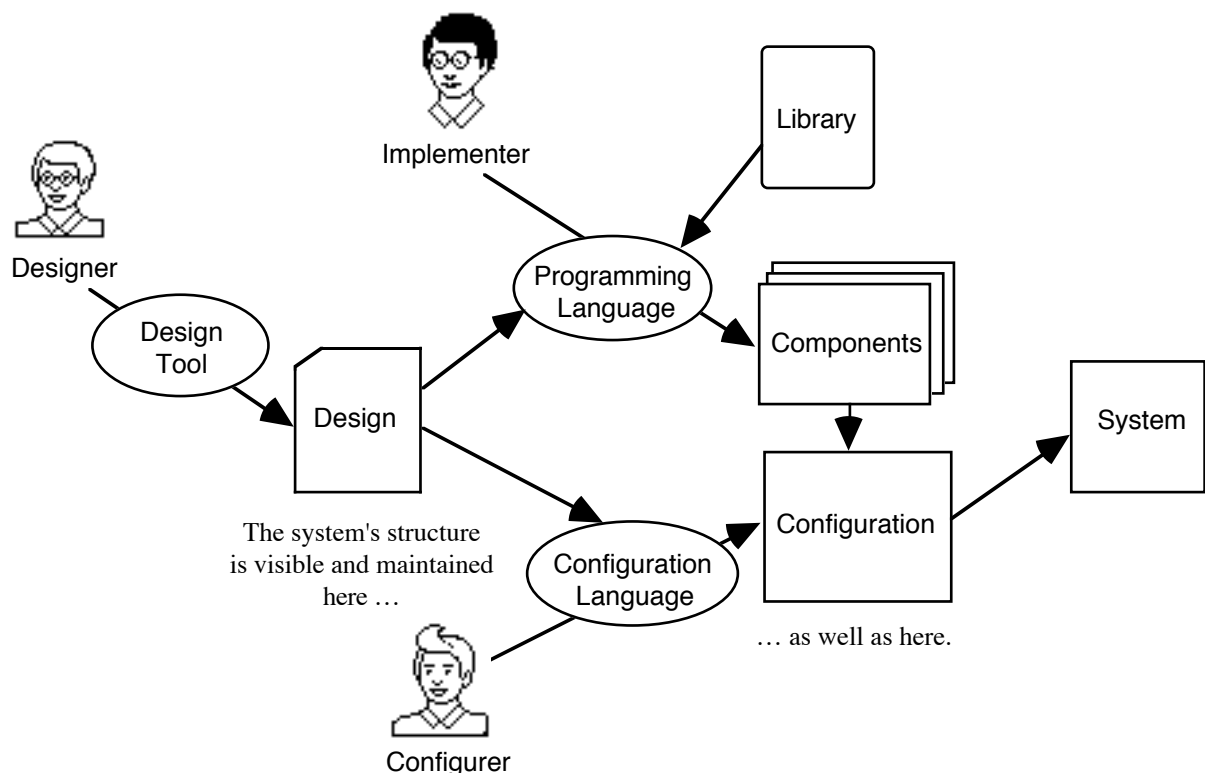 Library
Implementer
Designer
Programming
Language
Design
Tool
Components
Design
System
The system's structure
is visible and maintained
here …
Configuration
Configuration
Language
… as well as here.
Configurer